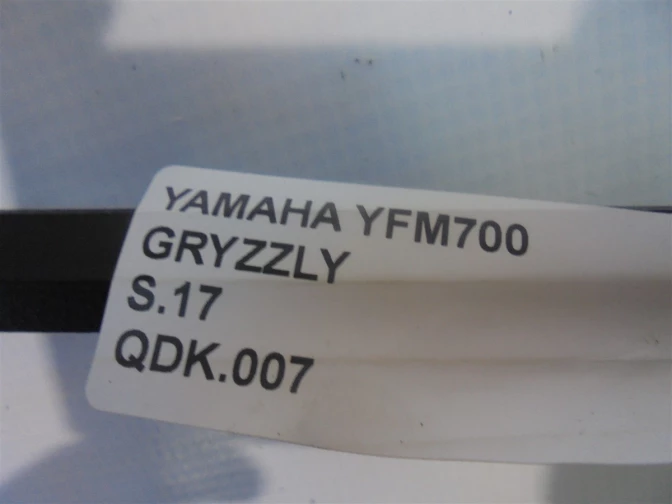 YAMAHA YFM700
GRYZZLY
S.17
QDK.007